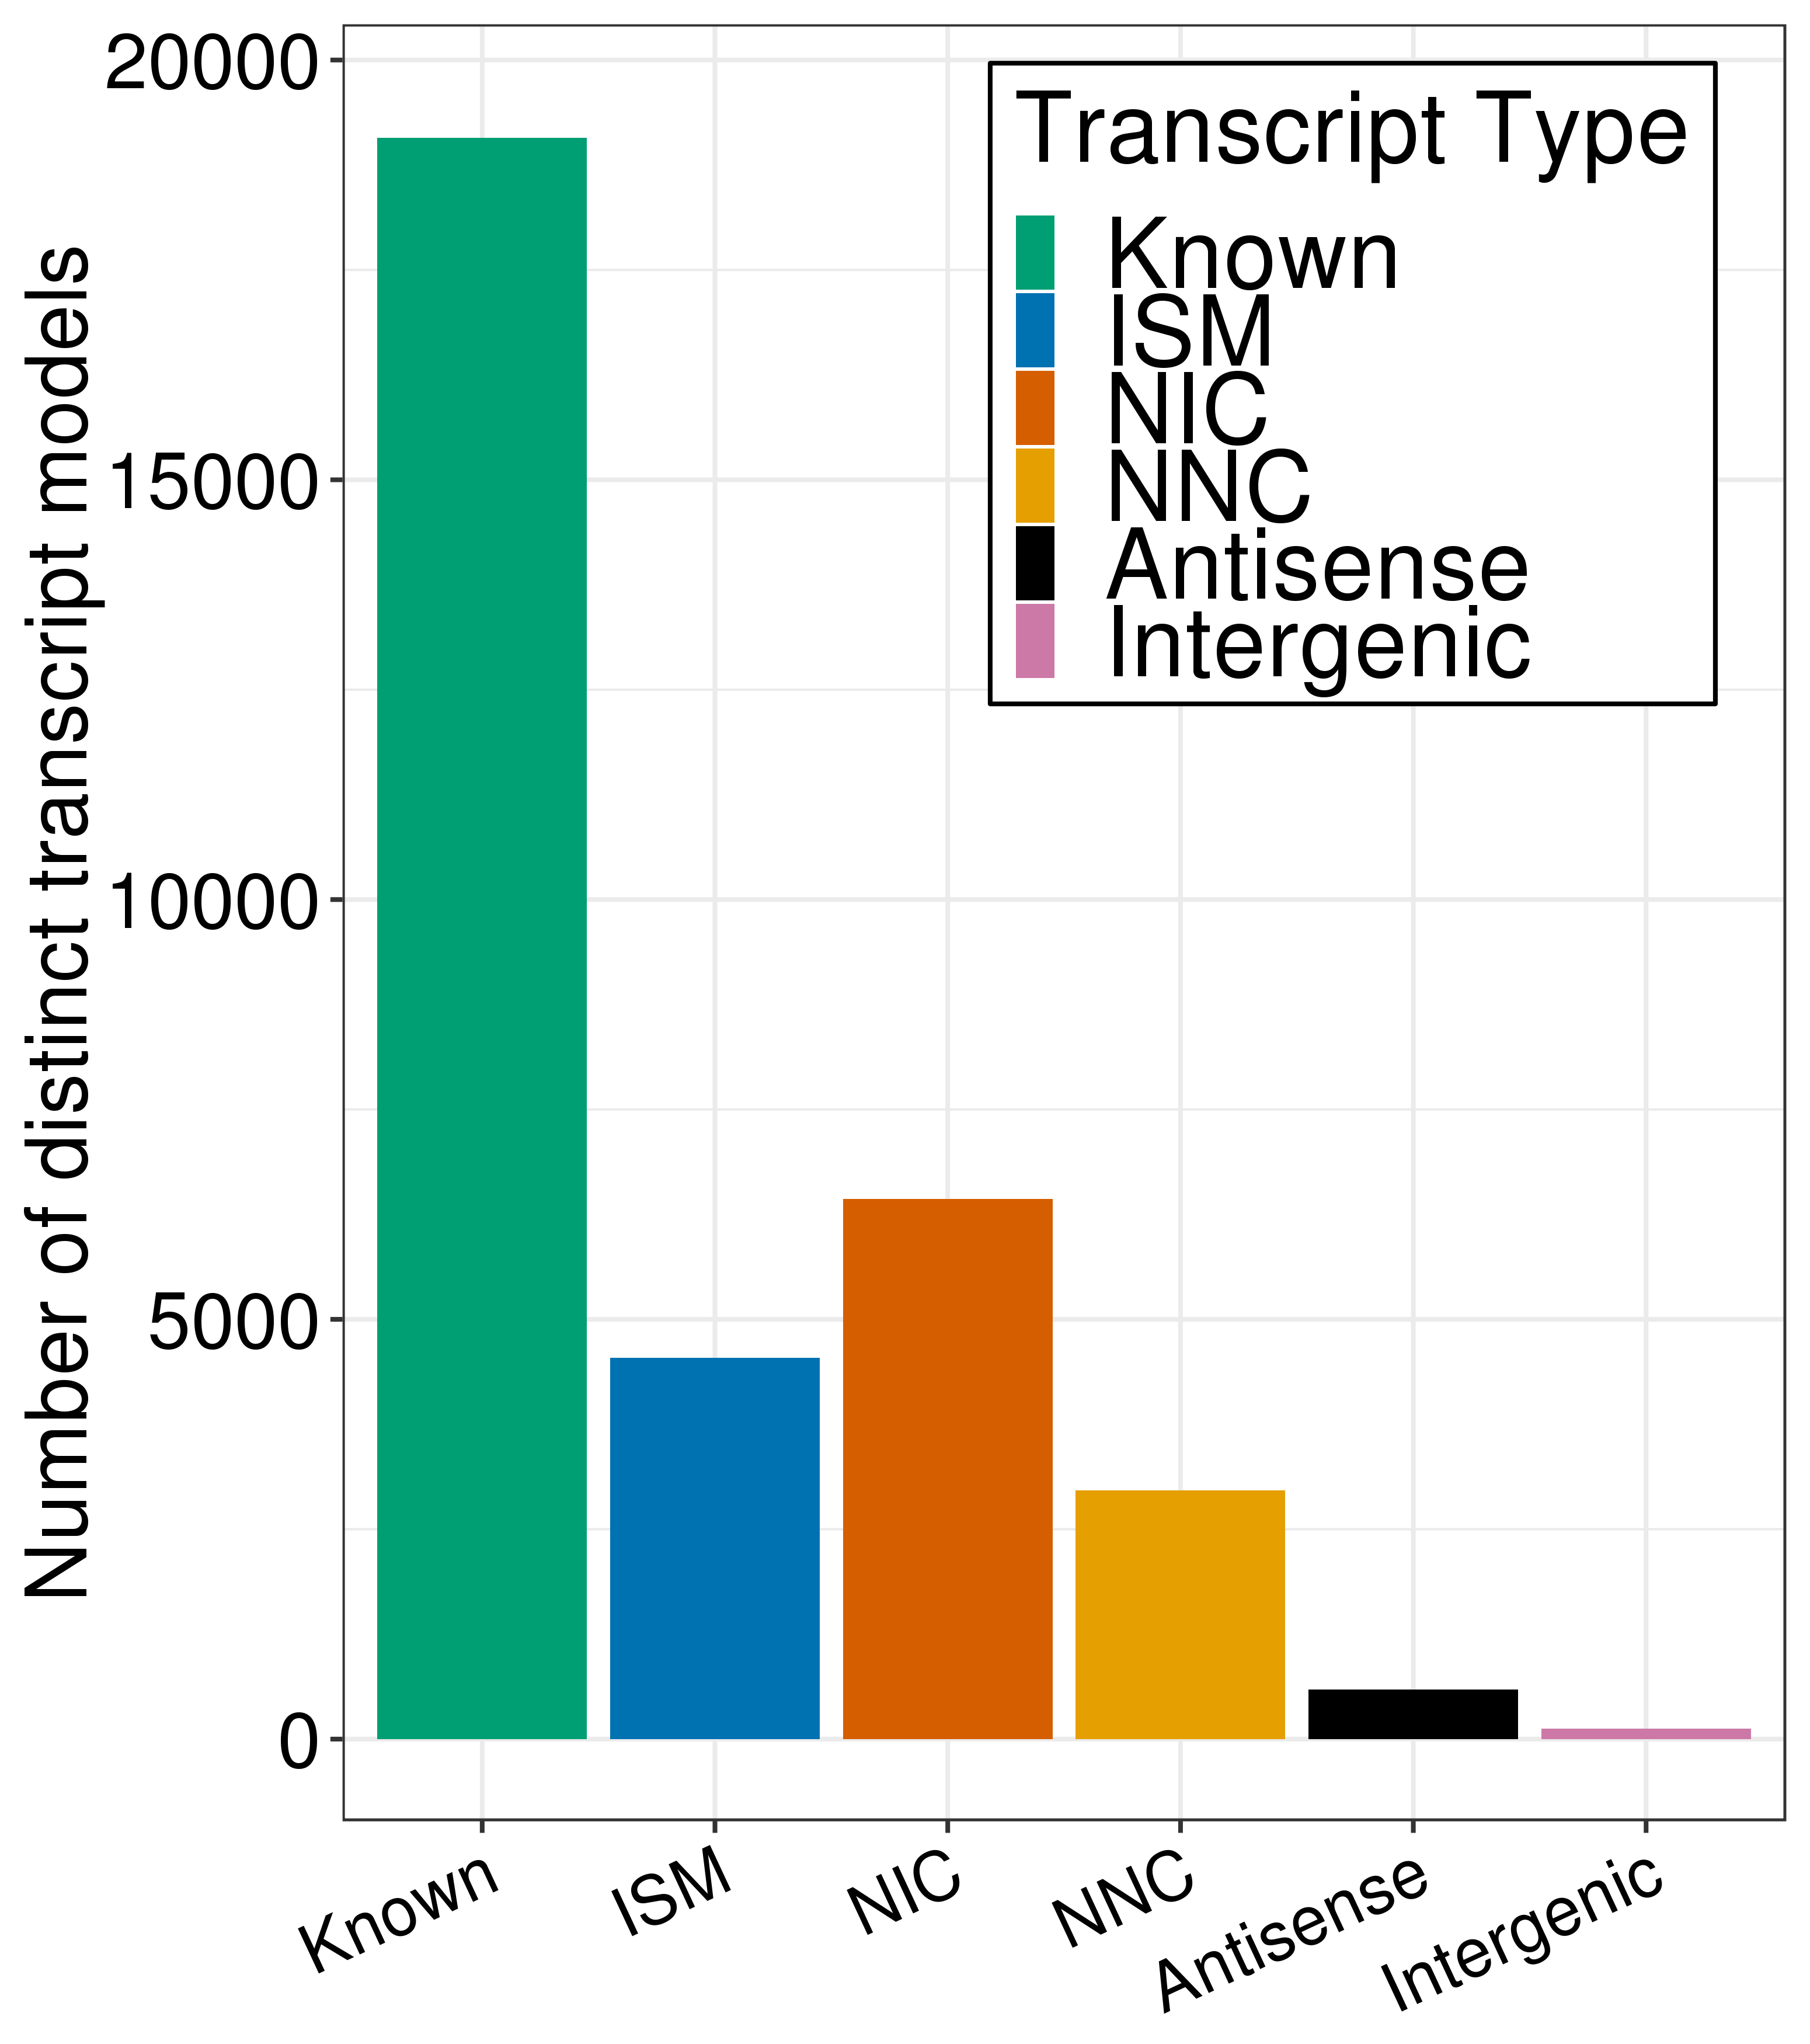 Number of distinct transcript models
20000
15000
10000
5000
0
Transcript Type
Known
ISM
NIC
NNC
Antisense
Intergenic
Known
ISM
NIC
NNC
Antisense
Intergenic